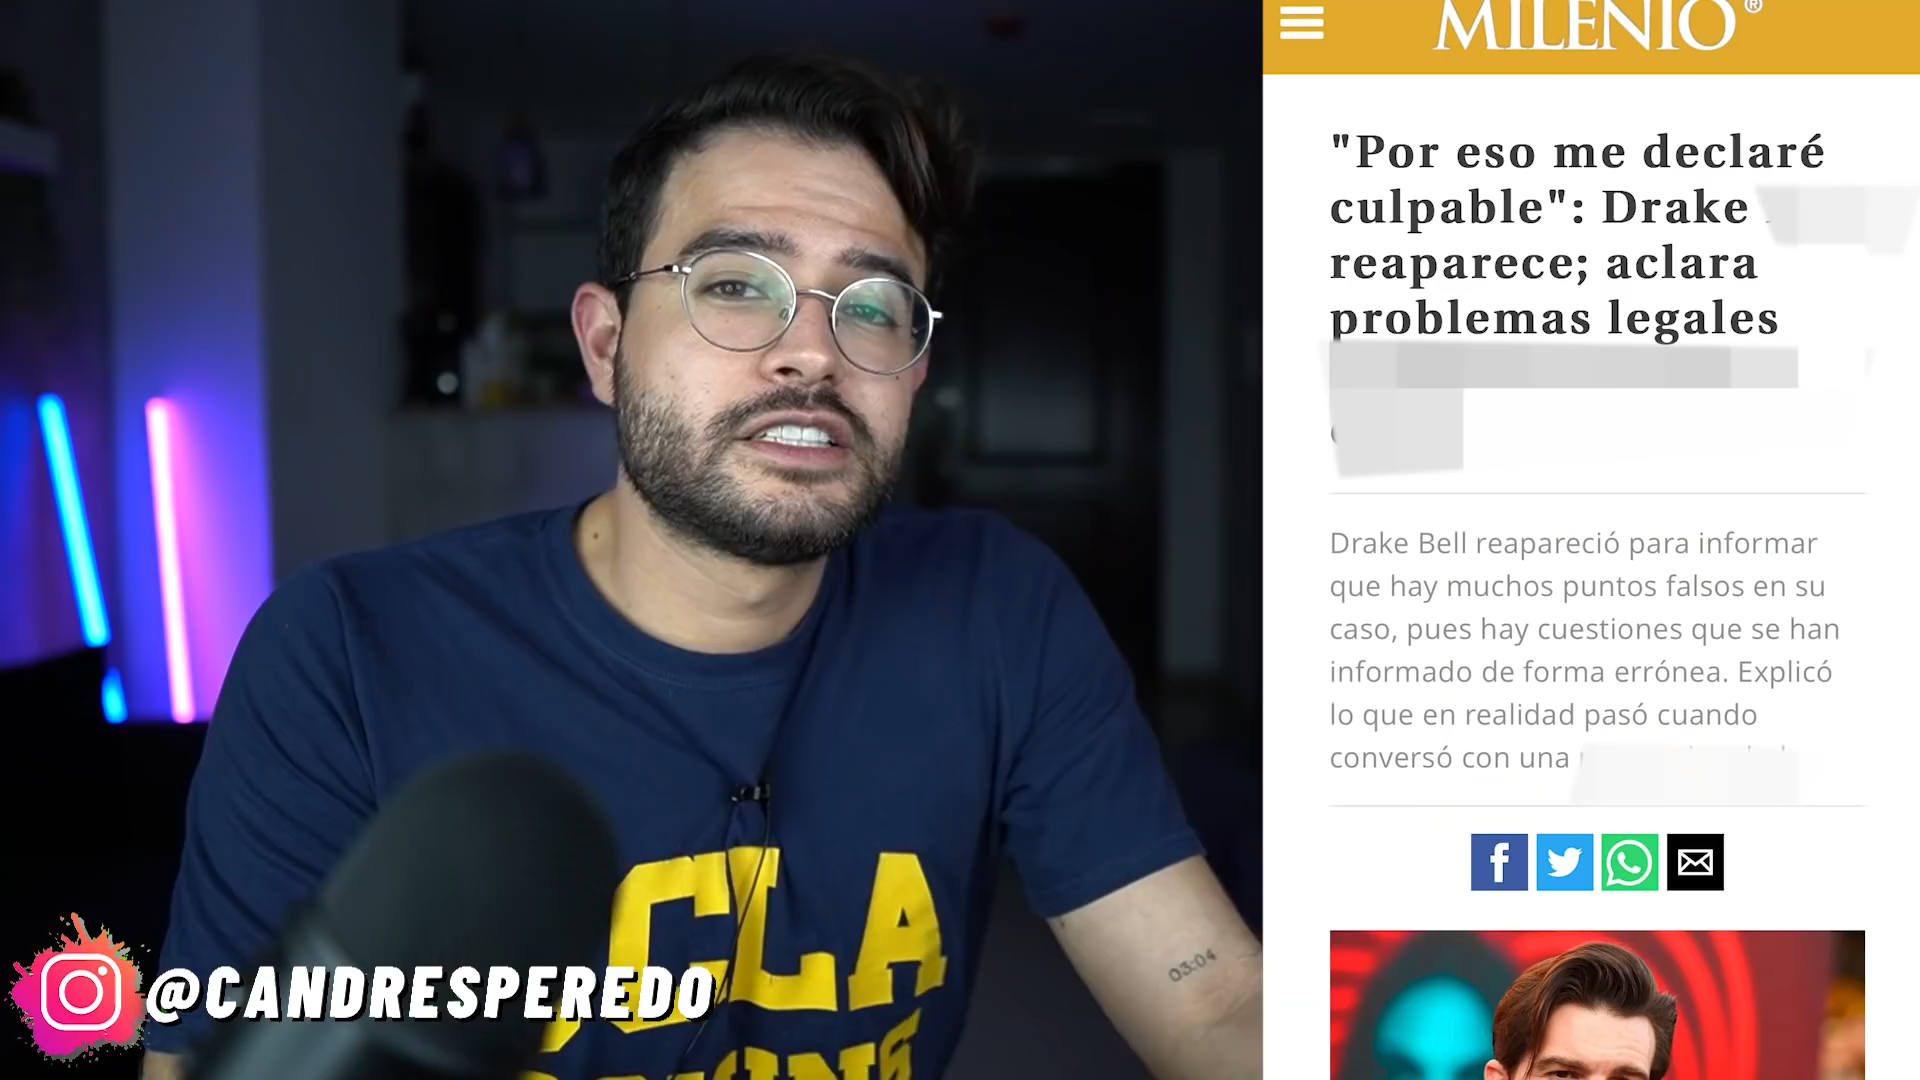 MILENIO®
"Por eso me declaré
culpable": Drake
reaparece; aclara
problemas legales
Drake Bell reapareció para informar
que hay muchos puntos falsos en su
caso, pues hay cuestiones que se han
informado de forma errónea. Explicó
lo que en realidad pasó cuando
conversó con una
03:04
@CANDRESPEREDO